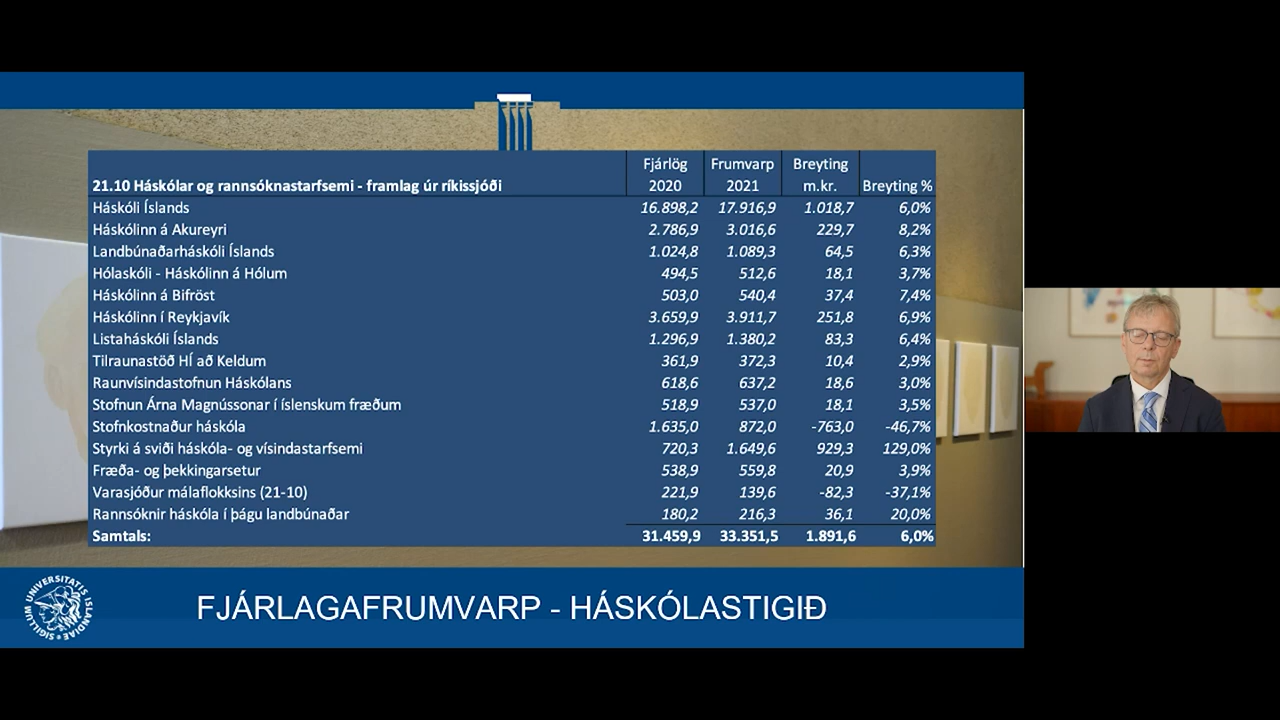 Fjárlög Frumvarp Breyting
21.10 Háskólar og rannsóknastarfsemi - framlag úr ríkissjóði 2020 2021 m.kr. Breyting %
Háskóli Íslands 16.898,2 17.916,9 1.018,7 6,0%
Háskólinn á Akureyri 2.786,9 3.016,6 229,7 8,2%
Landbúnaðarháskóli Íslands 1.024,8 1.089,3 64,5 6,3%
Hólaskóli - Háskólinn á Hólum 494,5 512,6 18,1 3,7%
Háskólinn á Bifröst 503,0 540,4 37,4 7,4%
Háskólinn í Reykjavík 3.659,9 3.911,7 251,8 6,9%
Listaháskóli Íslands 1.296,9 1.380,2 83,3 6,4%
Tilraunastöð HÍ að Keldum 361,9 372,3 10,4 2,9%
Raunvísindastofnun Háskólans 618,6 637,2 18,6 3,0%
Stofnun Árna Magnússonar í íslenskum fræðum 518,9 537,0 18,1 3,5%
Stofnkostnaður háskóla 1.635,0 872,0 -763,0 -46,7%
Styrki á sviði háskóla- og vísindastarfsemi 720,3 1.649,6 929,3 129,0%
Fræða- og þekkingarsetur 538,9 559,8 20,9 3,9%
Varasjóður málaflokksins (21-10) 221,9 139,6 -82,3 -37,1%
Rannsóknir háskóla í þágu landbúnaðar 180,2 216,3 36,1 20,0%
Samtals: 31.459,9 33.351,5 1.891,6 6,0%
FJÁRLAGAFRUMVARP - HÁSKÓLASTIGIÐ
SIGILLUM UNIVERSITATIS ISLANDIAE